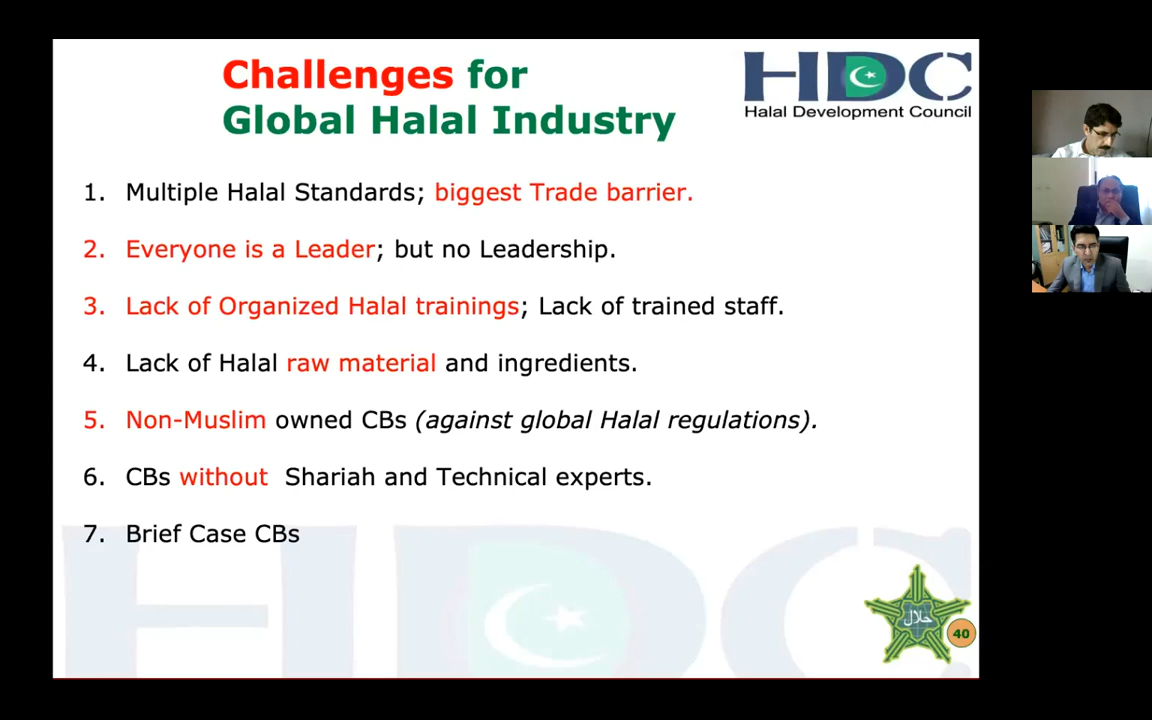 Challenges for
Global Halal Industry
HDC
Halal Development Council
1. Multiple Halal Standards; biggest Trade barrier.
2. Everyone is a Leader; but no Leadership.
3. Lack of Organized Halal trainings; Lack of trained staff.
4. Lack of Halal raw material and ingredients.
5. Non-Muslim owned CBs (against global Halal regulations).
6. CBs without Shariah and Technical experts.
7. Brief Case CBs
HDC
حلال
40